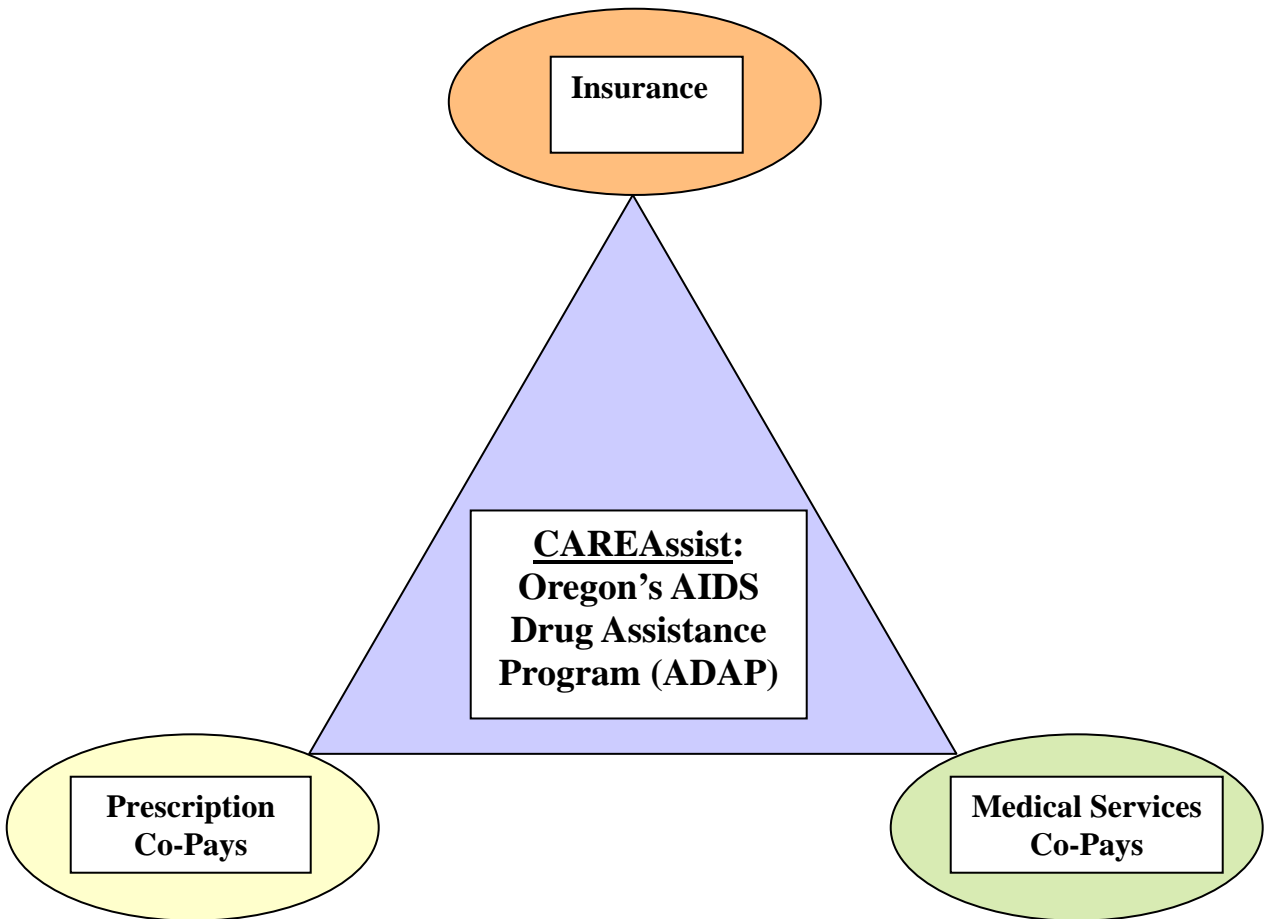 Insurance
CAREAssist:
Oregon’s AIDS
Drug Assistance
Program (ADAP)
Prescription
Co-Pays
Medical Services
Co-Pays